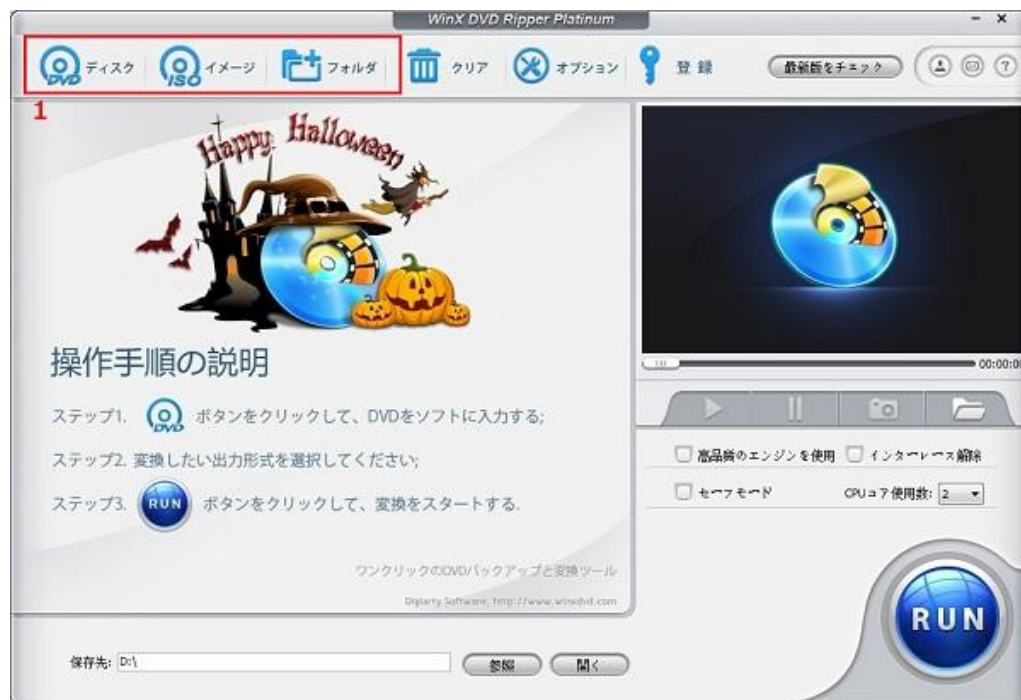 WinX DVD Ripper Platinum
DVD ディスク ISO イメージ フォルダ クリア オプション 登録 最新版をチェック ?
1
Happy Halloween
操作手順の説明
ステップ1. DVD ボタンをクリックして、DVDをソフトに入力する;
ステップ2. 変換したい出力形式を選択してください;
ステップ3. RUN ボタンをクリックして、変換をスタートする.
ワンクリックのDVDバックアップと変換ツール
Digiarty Software, http://www.winxdvd.com
00:00:0
高品質のエンジンを使用 インターレース解除
セーフモード CPUコア使用数: 2
RUN
保存先: D:\ 参照 開く